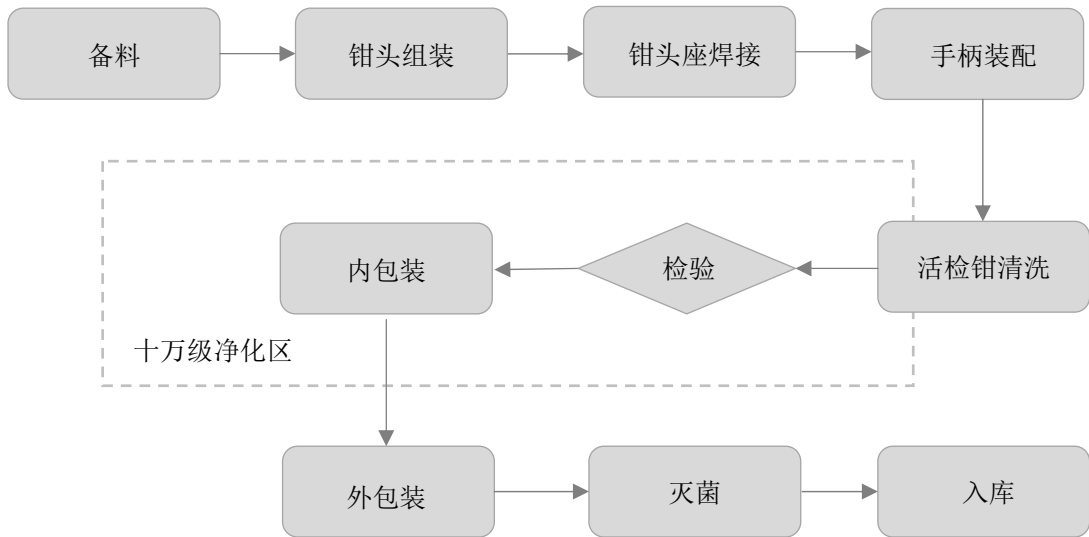 备料
钳头组装
钳头座焊接
手柄装配
活检钳清洗
检验
内包装
十万级净化区
外包装
灭菌
入库